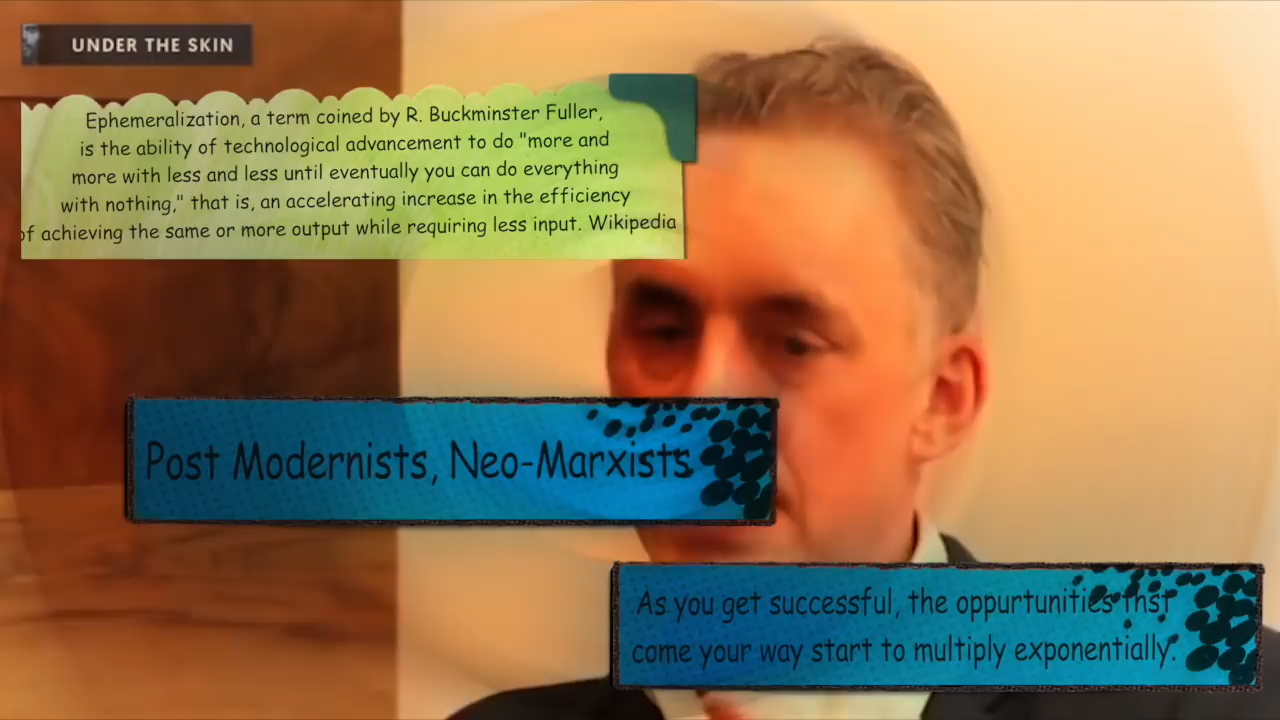 UNDER THE SKIN
Ephemeralization, a term coined by R. Buckminster Fuller,
is the ability of technological advancement to do "more and
more with less and less until eventually you can do everything
with nothing," that is, an accelerating increase in the efficiency
of achieving the same or more output while requiring less input. Wikipedia
Post Modernists, Neo-Marxists
As you get successful, the oppurtunities thst
come your way start to multiply exponentially.